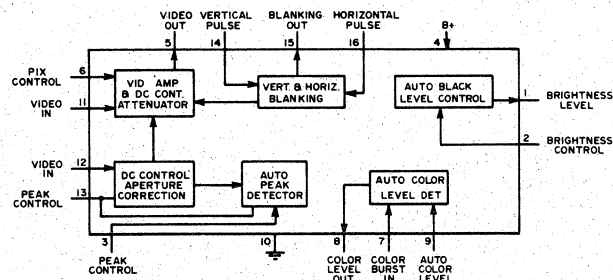 VIDEO OUT
VERTICAL PULSE
BLANKING OUT
HORIZONTAL PULSE
5
14
15
16
4
B+
PIX CONTROL
6
VIDEO IN
11
VID AMP
& DC CONT.
ATTENUATOR
VERT. & HORIZ.
BLANKING
AUTO BLACK
LEVEL CONTROL
1
BRIGHTNESS
LEVEL
2
BRIGHTNESS
CONTROL
VIDEO
IN
12
PEAK
CONTROL
13
DC CONTROL
APERTURE
CORRECTION
AUTO
PEAK
DETECTOR
AUTO COLOR
LEVEL DET
3
10
8
7
9
PEAK
CONTROL
COLOR
LEVEL
OUT
COLOR
BURST
IN
AUTO
COLOR
LEVEL